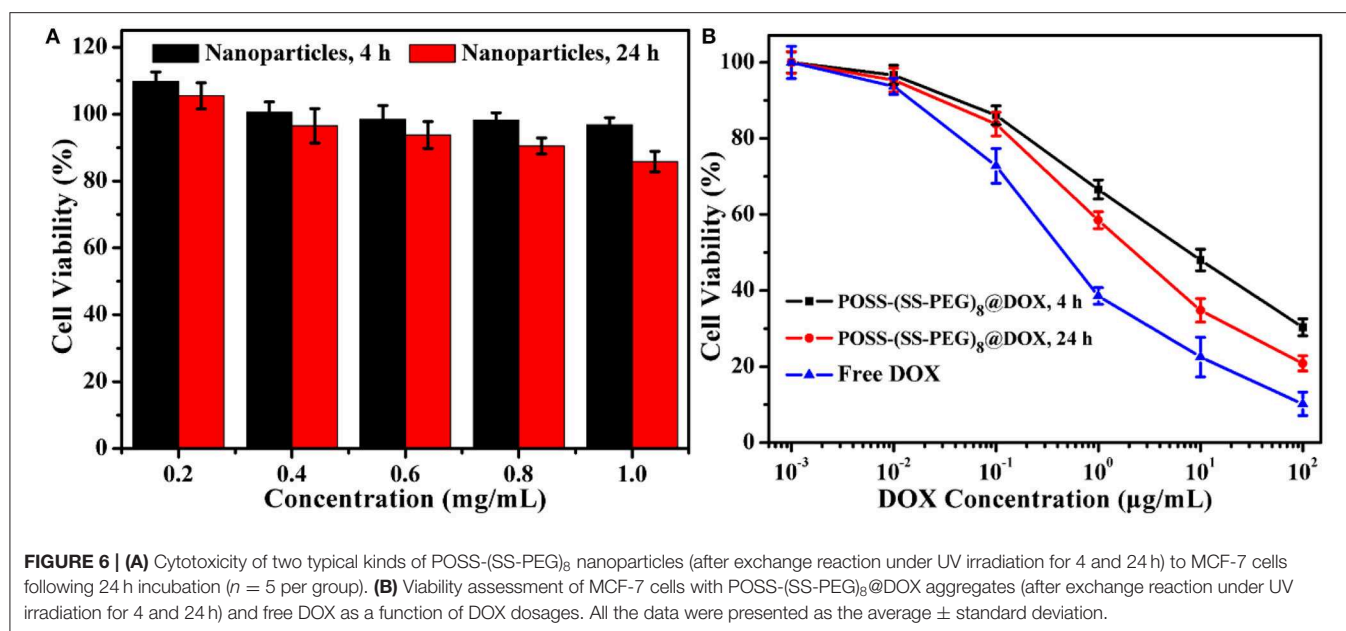 A
Nanoparticles, 4 h
Nanoparticles, 24 h
120
100
80
60
40
20
0
Cell Viability (%)
0.2 0.4 0.6 0.8 1.0
Concentration (mg/mL)
B
100
80
60
40
20
0
Cell Viability (%)
POSS-(SS-PEG)₈@DOX, 4 h
POSS-(SS-PEG)₈@DOX, 24 h
Free DOX
10⁻³ 10⁻² 10⁻¹ 10⁰ 10¹ 10²
DOX Concentration (μg/mL)
FIGURE 6 | (A) Cytotoxicity of two typical kinds of POSS-(SS-PEG)₈ nanoparticles (after exchange reaction under UV irradiation for 4 and 24 h) to MCF-7 cells
following 24 h incubation (n = 5 per group). (B) Viability assessment of MCF-7 cells with POSS-(SS-PEG)₈@DOX aggregates (after exchange reaction under UV
irradiation for 4 and 24 h) and free DOX as a function of DOX dosages. All the data were presented as the average ± standard deviation.